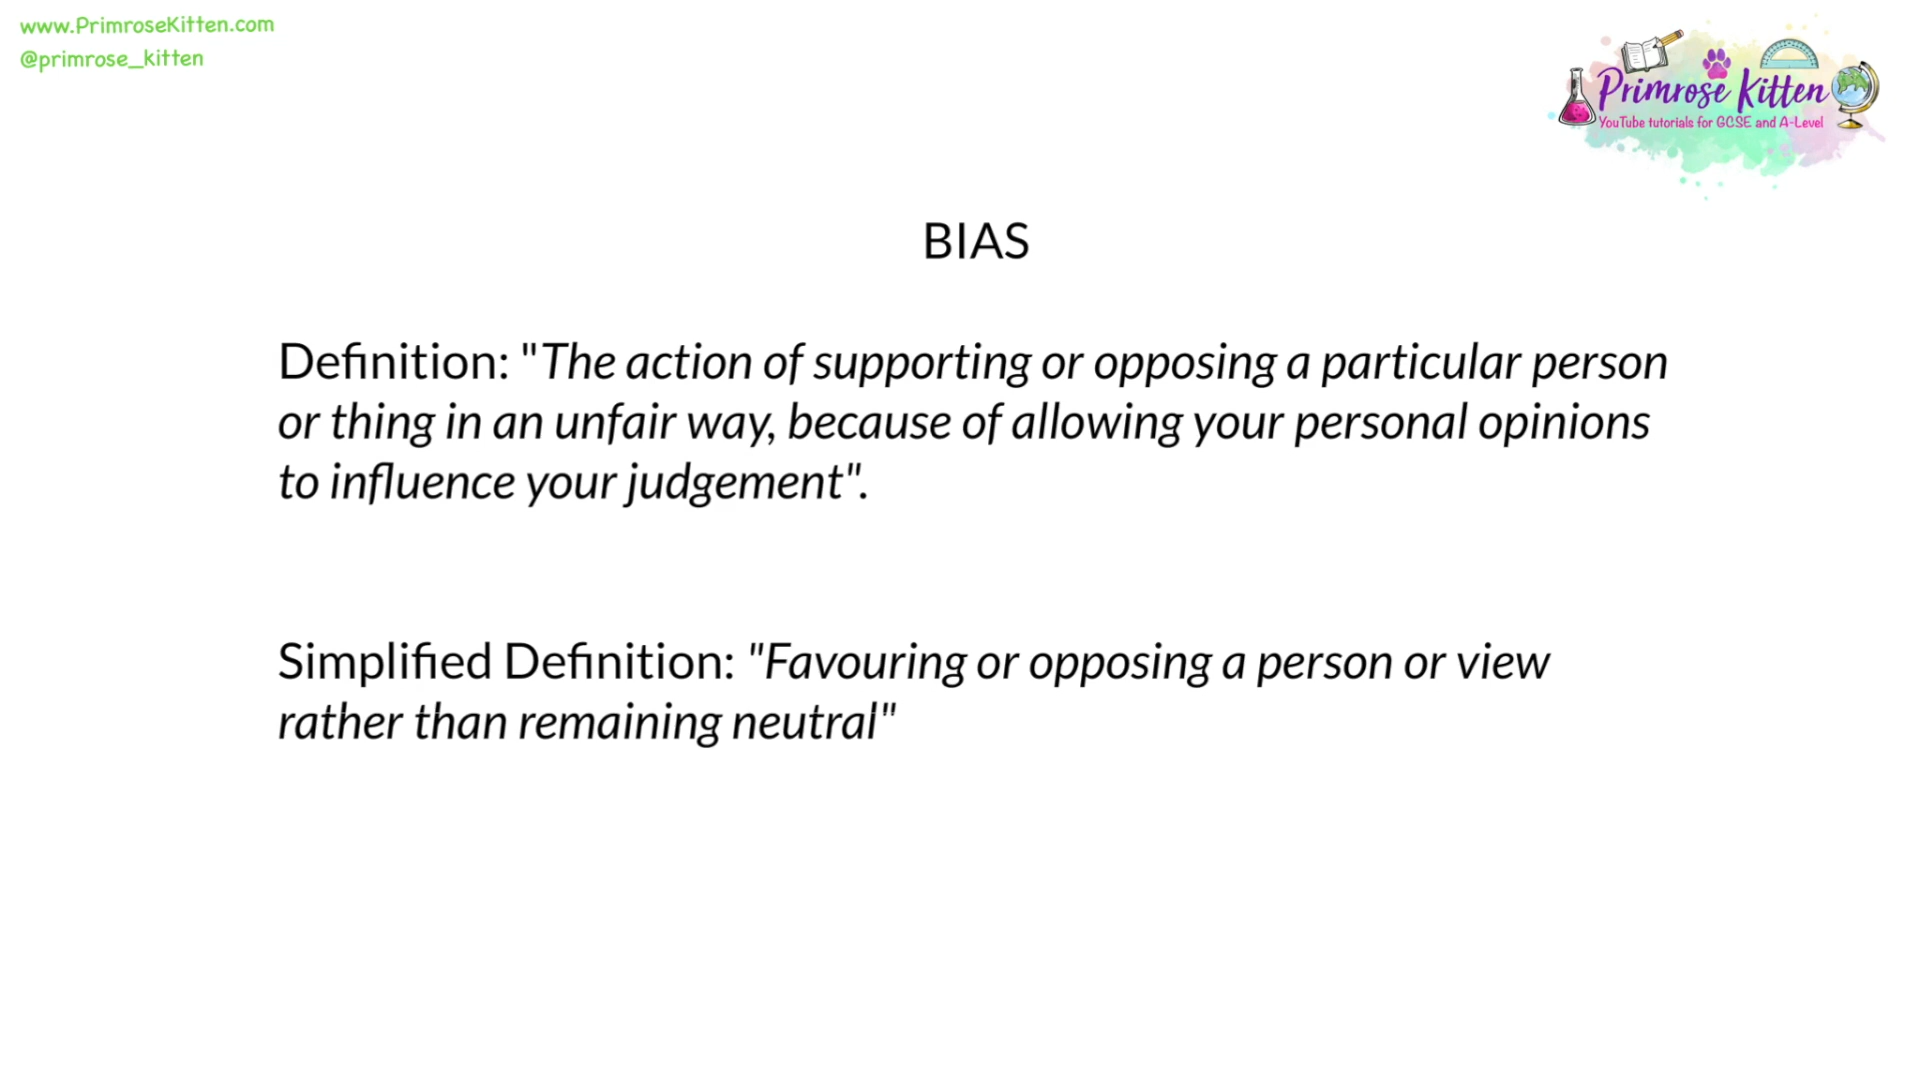 www.PrimroseKitten.com
@primrose_kitten
Primrose Kitten
YouTube tutorials for GCSE and A-Level
BIAS
Definition: "The action of supporting or opposing a particular person
or thing in an unfair way, because of allowing your personal opinions
to influence your judgement".
Simplified Definition: "Favouring or opposing a person or view
rather than remaining neutral"